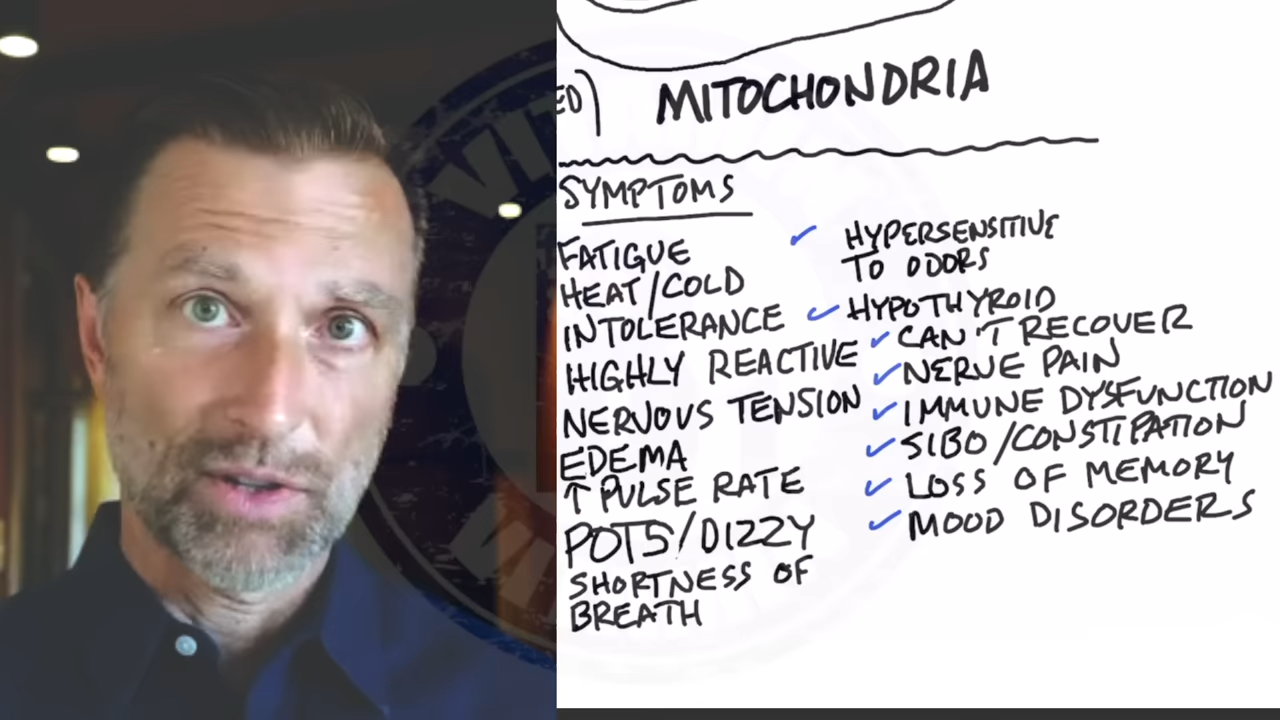 ED)
MITOCHONDRIA
SYMPTOMS
FATIGUE
HEAT/COLD
INTOLERANCE
HIGHLY REACTIVE
NERVOUS TENSION
EDEMA
↑ PULSE RATE
POTS/DIZZY
SHORTNESS OF
BREATH
✓ HYPERSENSITIVE
TO ODORS
✓ HYPOTHYROID
✓ CAN'T RECOVER
✓ NERVE PAIN
✓ IMMUNE DYSFUNCTION
✓ SIBO/CONSTIPATION
✓ LOSS OF MEMORY
✓ MOOD DISORDERS